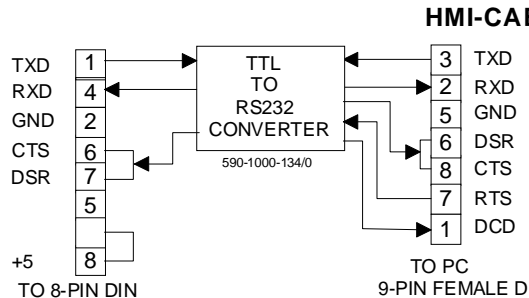 HMI-CAB
TXD 1
RXD 4
GND 2
CTS 6
DSR 7
5
+5 8
TO 8-PIN DIN
TTL
TO
RS232
CONVERTER
590-1000-134/0
3 TXD
2 RXD
5 GND
6 DSR
8 CTS
7 RTS
1 DCD
TO PC
9-PIN FEMALE D